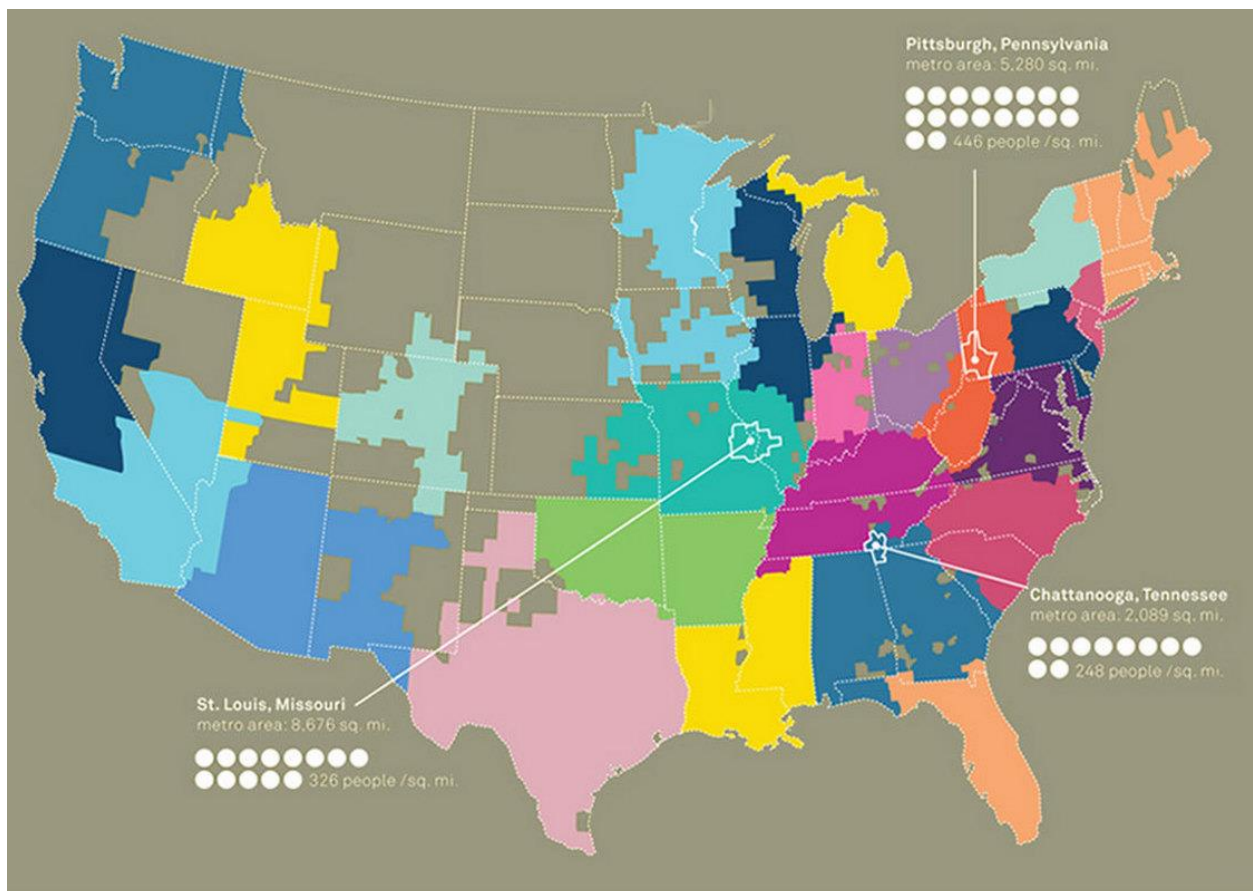 Pittsburgh, Pennsylvania
metro area: 5,280 sq. mi.
446 people /sq. mi.
Chattanooga, Tennessee
metro area: 2,089 sq. mi.
248 people /sq. mi.
St. Louis, Missouri
metro area: 8,676 sq. mi.
326 people /sq. mi.